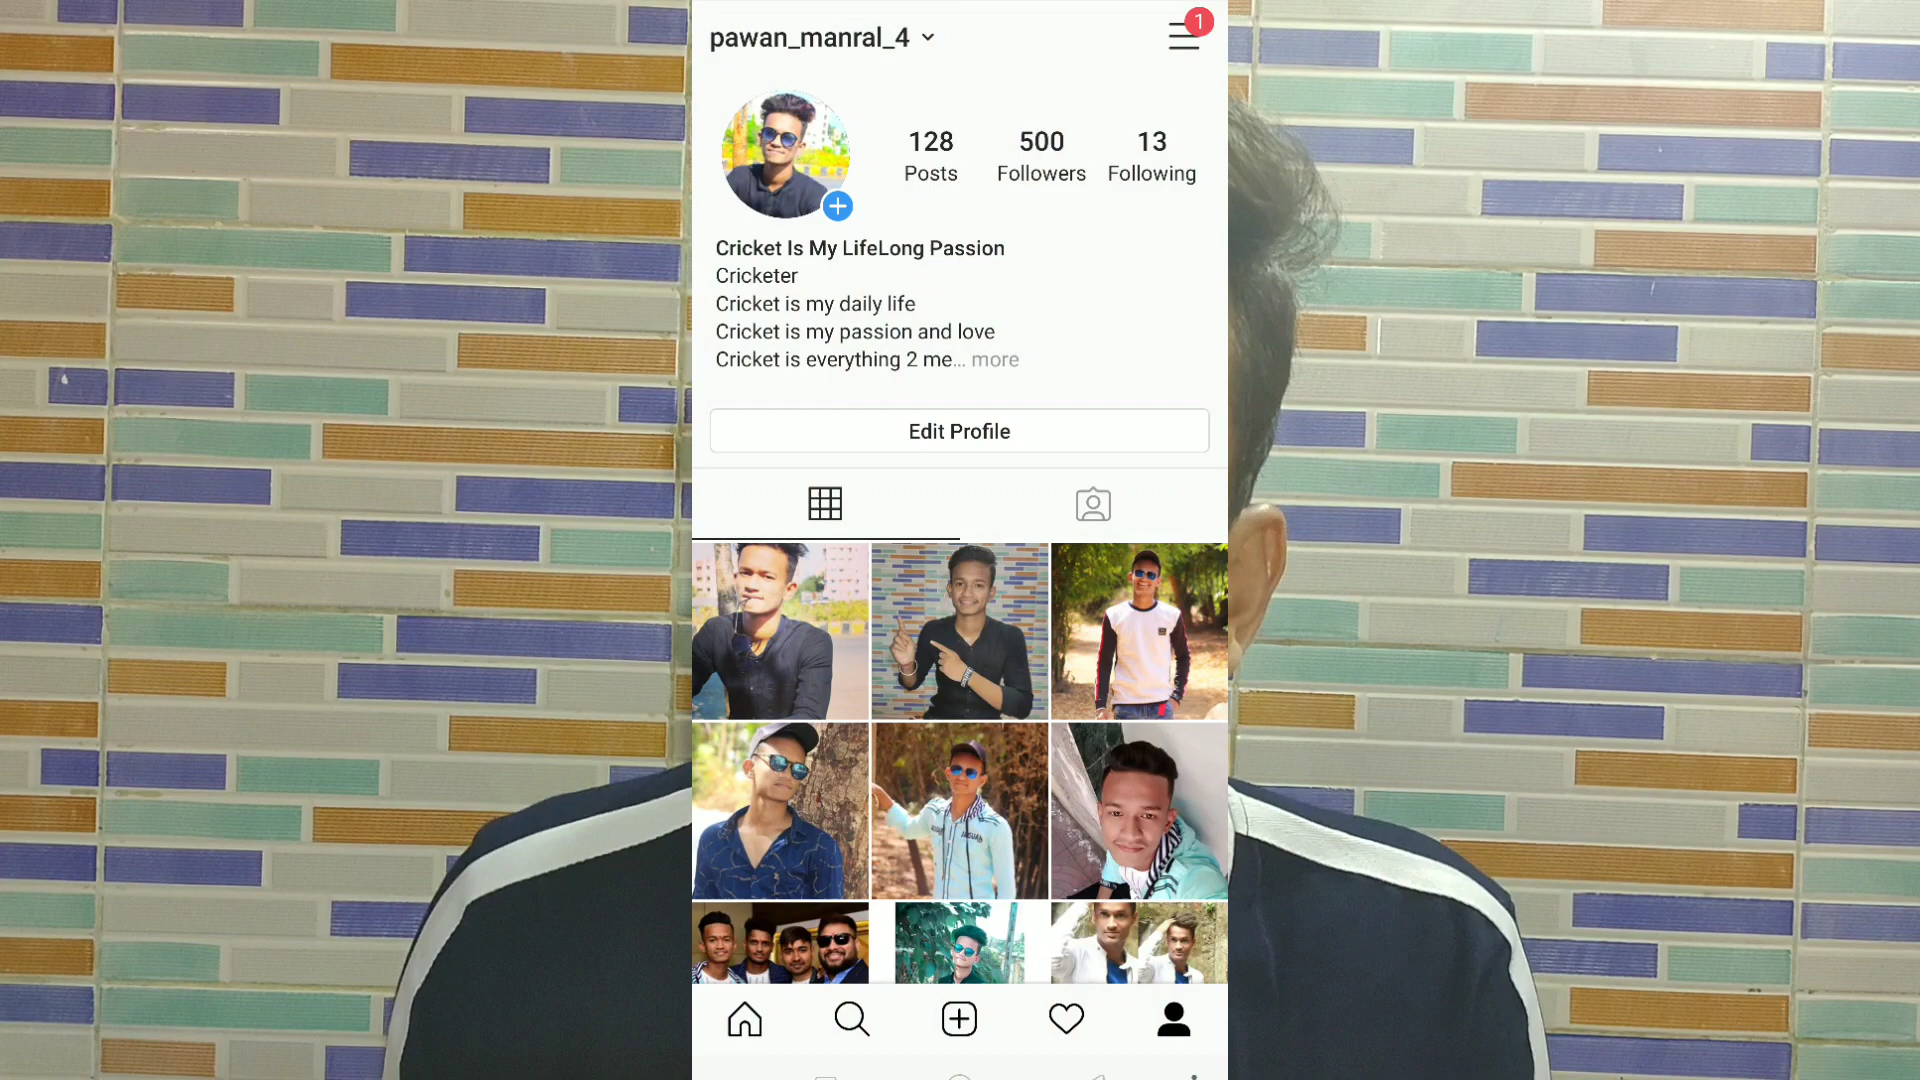 pawan_manral_4
1
128
Posts
500
Followers
13
Following
Cricket Is My LifeLong Passion
Cricketer
Cricket is my daily life
Cricket is my passion and love
Cricket is everything 2 me... more
Edit Profile